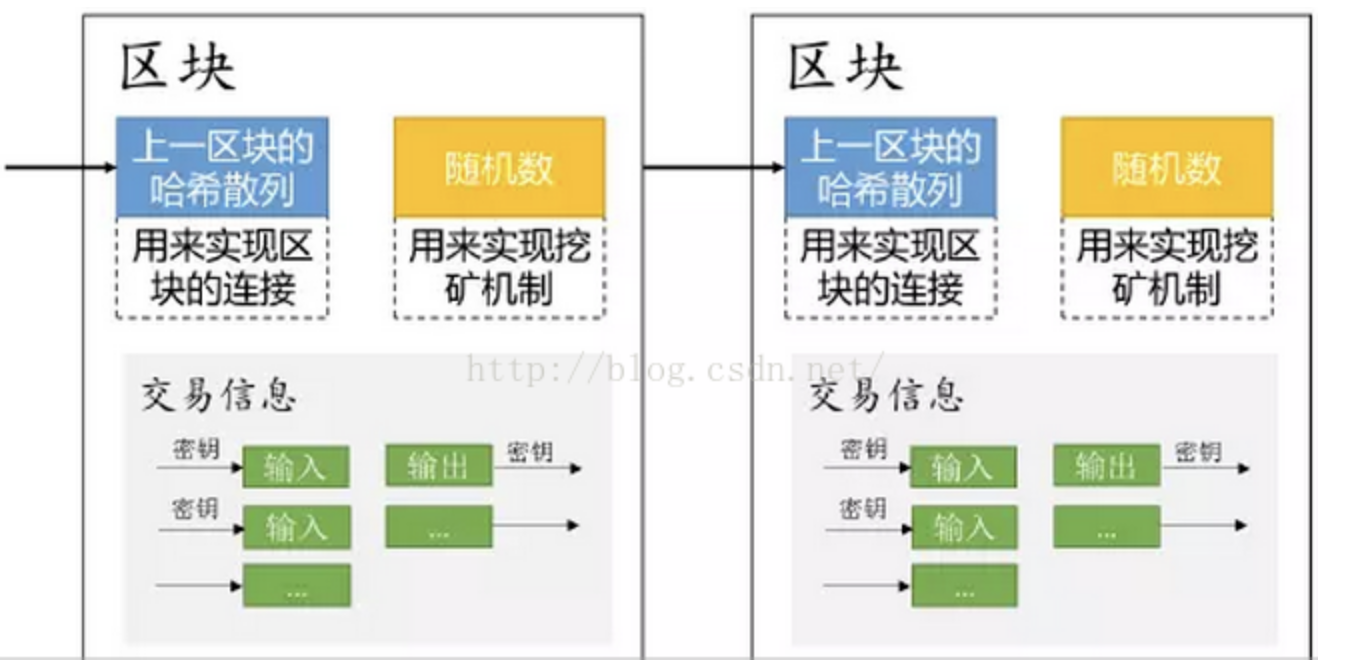 区块
上一区块的
哈希散列
用来实现区
块的连接
随机数
用来实现挖
矿机制
交易信息
密钥
输入
输出
密钥
密钥
输入
...
...
区块
上一区块的
哈希散列
用来实现区
块的连接
随机数
用来实现挖
矿机制
交易信息
密钥
输入
输出
密钥
密钥
输入
...
...
http://blog.csdn.net/